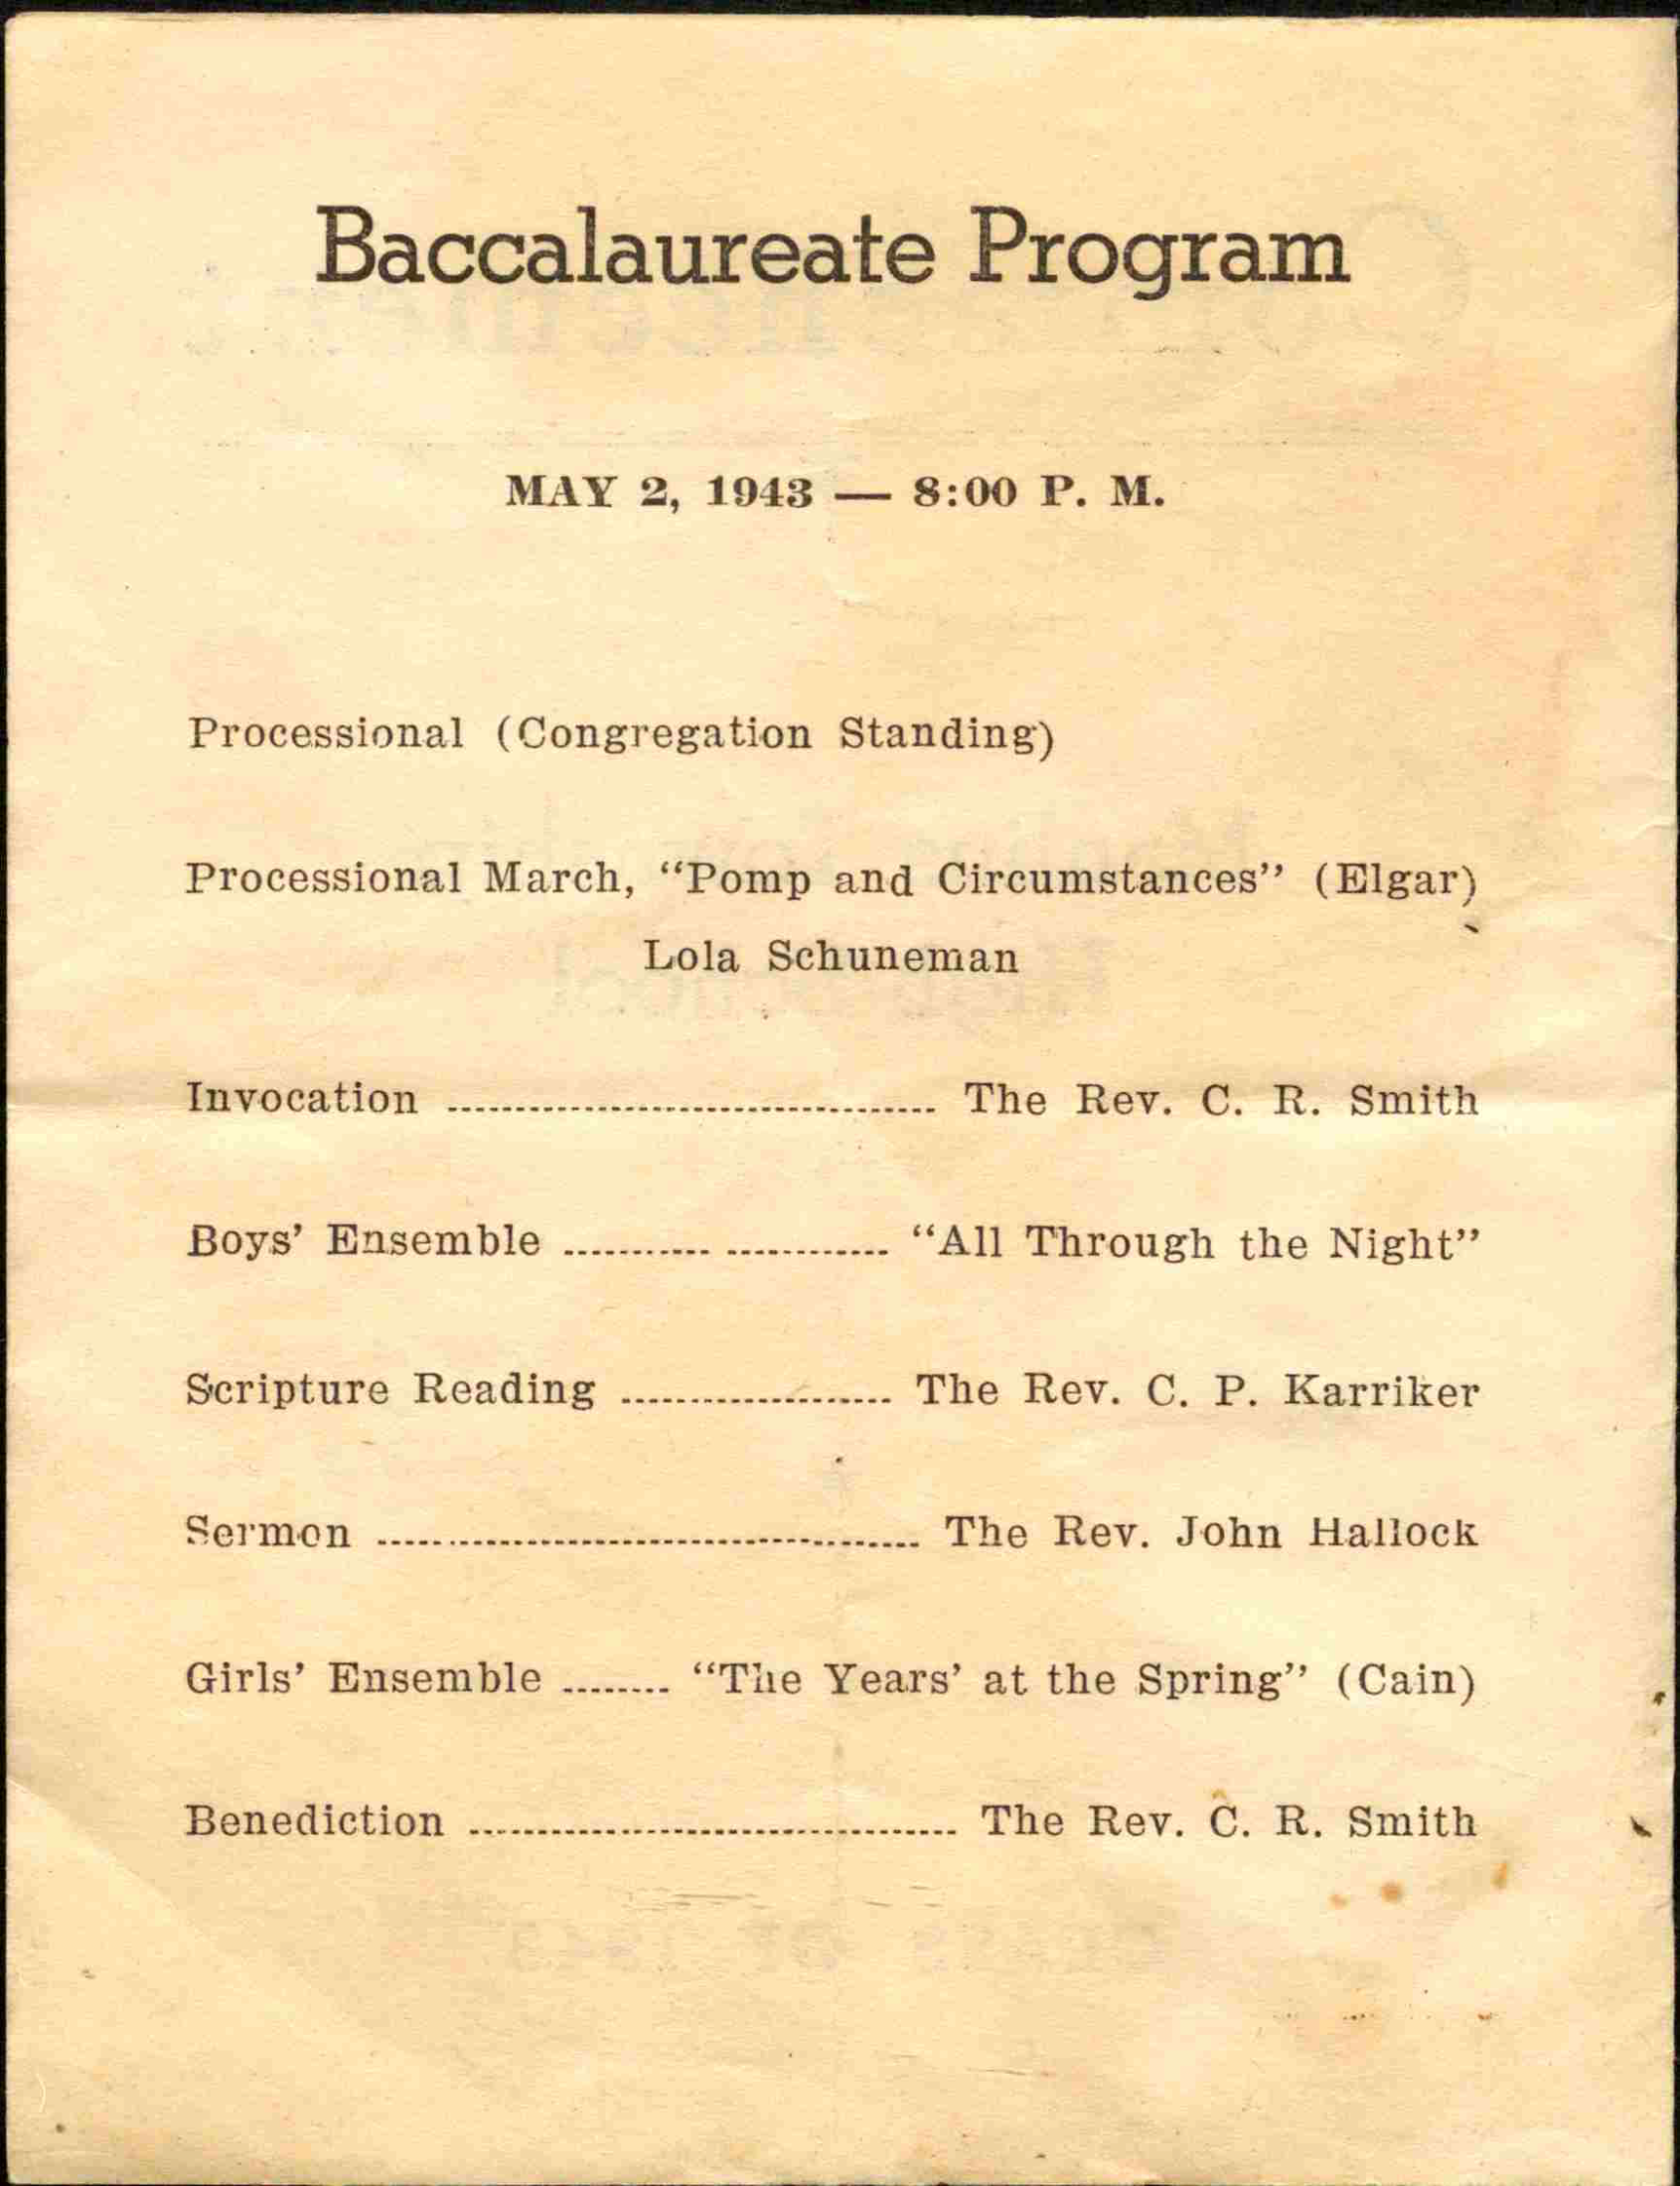 Baccalaureate Program
MAY 2, 1943 — 8:00 P. M.
Processional (Congregation Standing)
Processional March, “Pomp and Circumstances” (Elgar)
Lola Schuneman
Invocation .................................... The Rev. C. R. Smith
Boys’ Ensemble ........... ............ “All Through the Night”
Scripture Reading .................... The Rev. C. P. Karriker
Sermon ........................................ The Rev. John Hallock
Girls’ Ensemble ........ “The Years’ at the Spring” (Cain)
Benediction .................................... The Rev. C. R. Smith